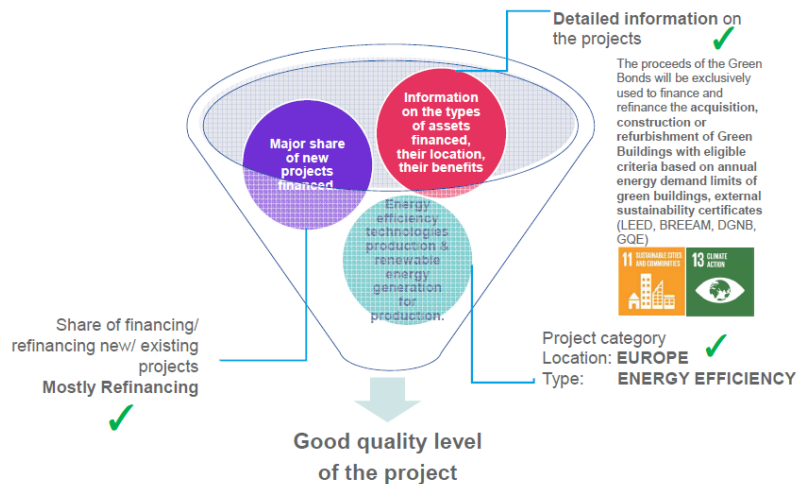 Detailed information on
the projects
The proceeds of the Green
Bonds will be exclusively
used to finance and
refinance the acquisition,
construction or
refurbishment of Green
Buildings with eligible
criteria based on annual
energy demand limits of
green buildings, external
sustainability certificates
(LEED, BREEAM, DGNB,
GQE)
11 SUSTAINABLE CITIES
AND COMMUNITIES
13 CLIMATE
ACTION
Information
on the types
of assets
financed,
their location,
their benefits
Major share
of new
projects
financed
Energy
efficiency
technologies
production &
renewable
energy
generation
for
production.
Share of financing/
refinancing new/ existing
projects
Mostly Refinancing
Project category
Location: EUROPE
Type: ENERGY EFFICIENCY
Good quality level
of the project